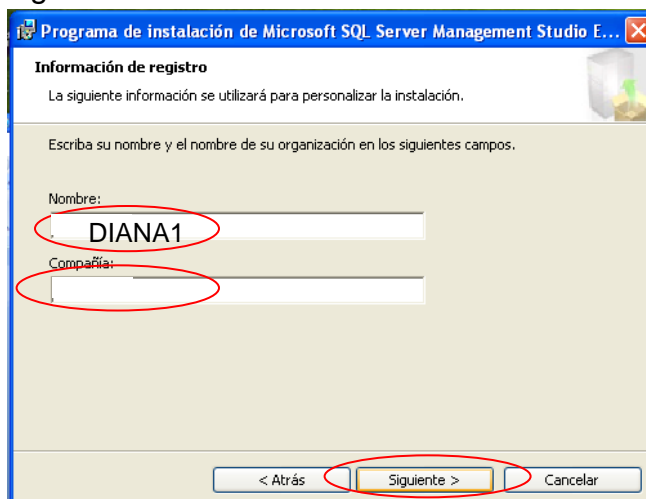 Programa de instalación de Microsoft SQL Server Management Studio E...
Información de registro
La siguiente información se utilizará para personalizar la instalación.
Escriba su nombre y el nombre de su organización en los siguientes campos.
Nombre:
DIANA1
Compañía:
< Atrás
Siguiente >
Cancelar